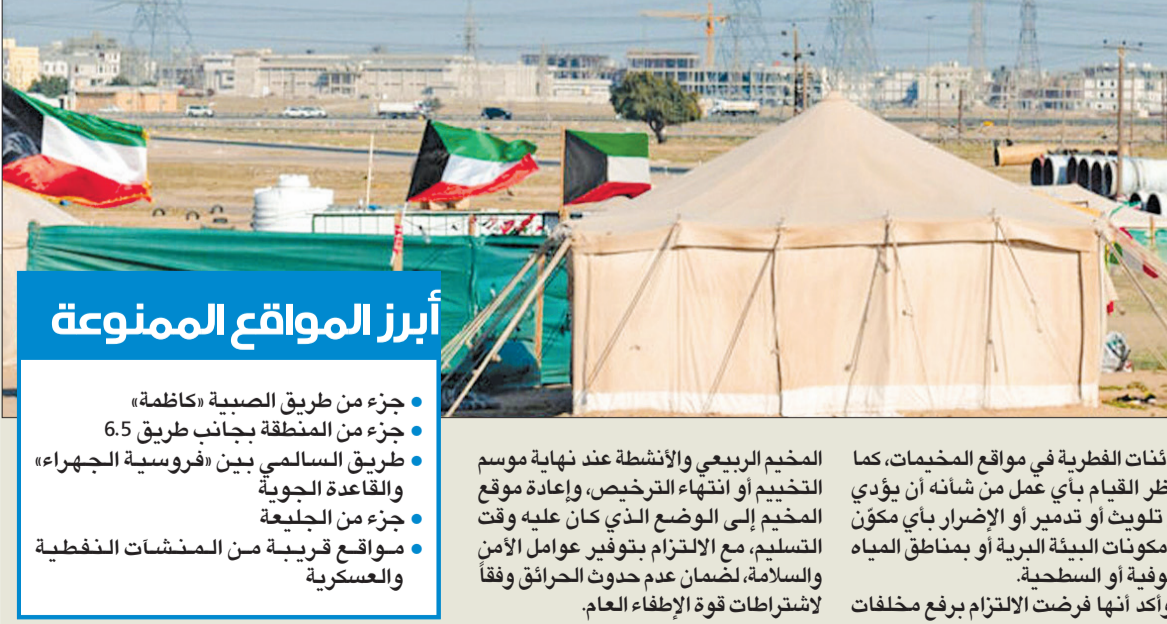 أبرز المواقع الممنوعة
• جزء من طريق الصبية «كاظمة»
• جزء من المنطقة بجانب طريق 6.5
• طريق السالمي بين «فروسية الجهراء»
والقاعدة الجوية
• جزء من الجليعة
• مواقع قريبة من المنشآت النفطية
والعسكرية
ئنات الفطرية في مواقع المخيمات، كما
ظر القيام بأي عمل من شأنه أن يؤدي
تلويث أو تدمير أو الإضرار بأي مكوّن
مكونات البيئة البرية أو بمناطق المياه
وفية أو السطحية.
وأكد أنها فرضت الالتزام برفع مخلفات
المخيم الربيعي والأنشطة عند نهاية موسم
التخييم أو انتهاء الترخيص، وإعادة موقع
المخيم إلى الوضع الذي كان عليه وقت
التسليم، مع الالتزام بتوفير عوامل الأمن
والسلامة، لضمان عدم حدوث الحرائق وفقاً
لاشتراطات قوة الإطفاء العام.